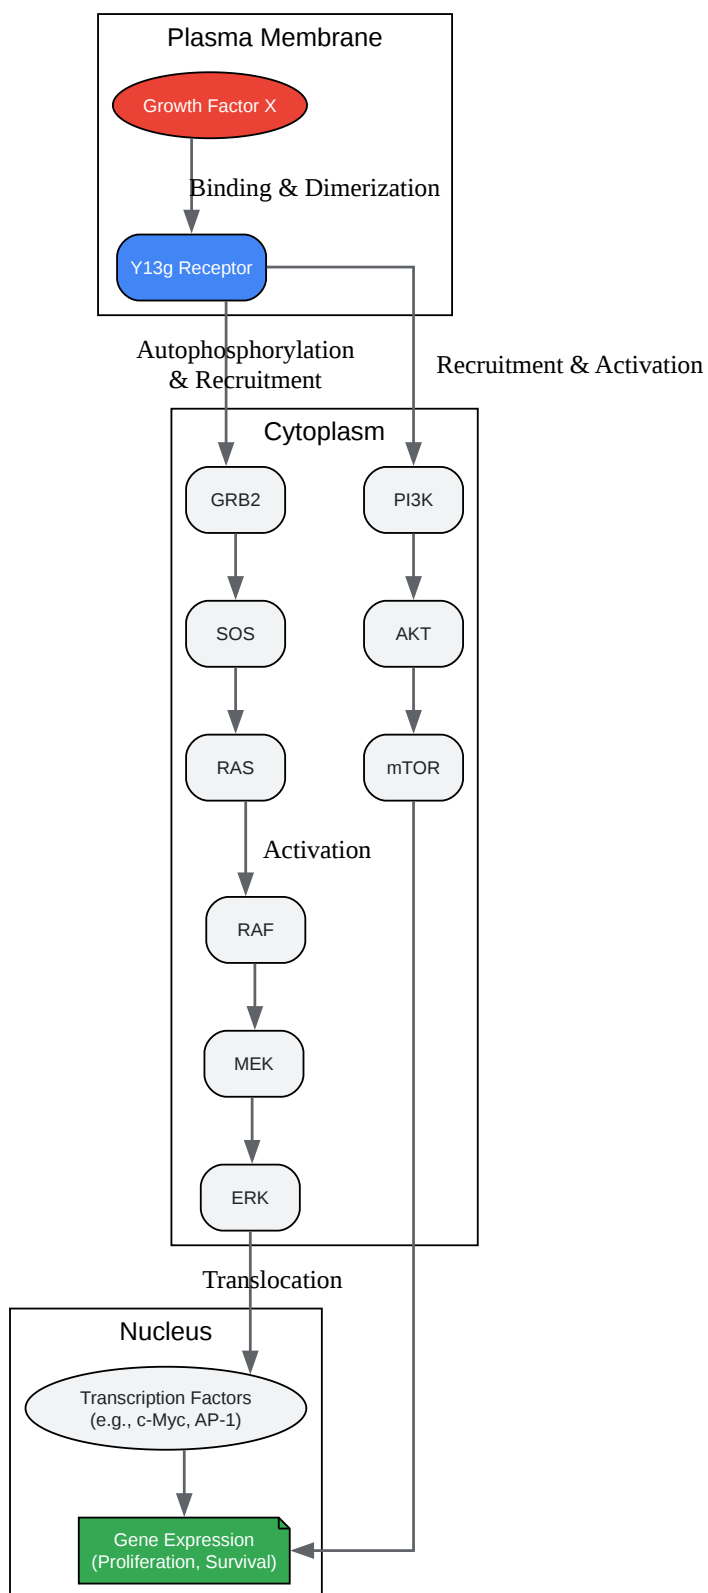 Plasma Membrane
Growth Factor X
Binding & Dimerization
Y13g Receptor
Autophosphorylation
& Recruitment
Recruitment & Activation
Cytoplasm
GRB2
PI3K
SOS
AKT
RAS
mTOR
Activation
RAF
MEK
ERK
Translocation
Nucleus
Transcription Factors
(e.g., c-Myc, AP-1)
Gene Expression
(Proliferation, Survival)